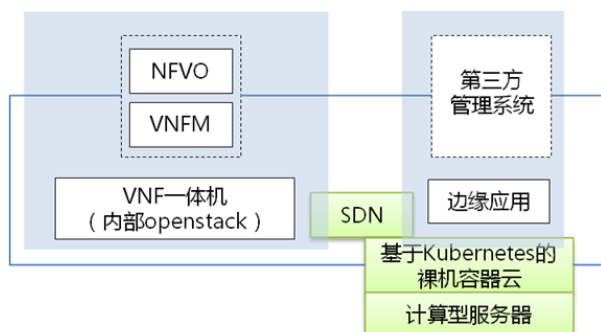 NFVO
VNFM
VNF一体机
（内部openstack）
第三方
管理系统
边缘应用
SDN
基于Kubernetes的
裸机容器云
计算型服务器